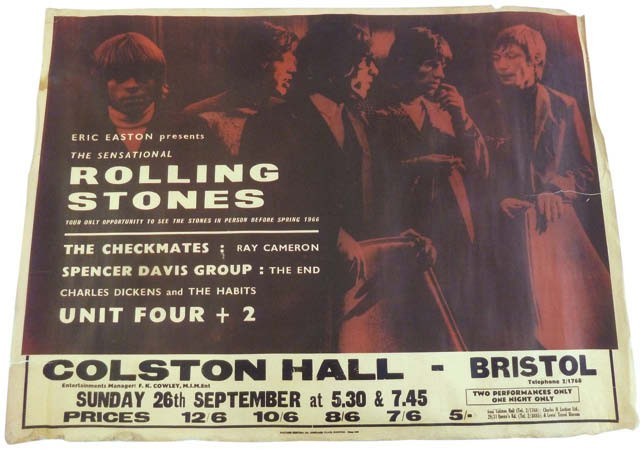 ERIC EASTON presents
THE SENSATIONAL
ROLLING
STONES
YOUR ONLY OPPORTUNITY TO SEE THE STONES IN PERSON BEFORE SPRING 1966
THE CHECKMATES : RAY CAMERON
SPENCER DAVIS GROUP : THE END
CHARLES DICKENS and THE HABITS
UNIT FOUR + 2
COLSTON HALL - BRISTOL
Entertainments Manager: F. K. COWLEY, M.I.M.Ent
Telephone 2/1768
SUNDAY 26th SEPTEMBER at 5.30 & 7.45
TWO PERFORMANCES ONLY
ONE NIGHT ONLY
PRICES 12/6 10/6 8/6 7/6 5/-